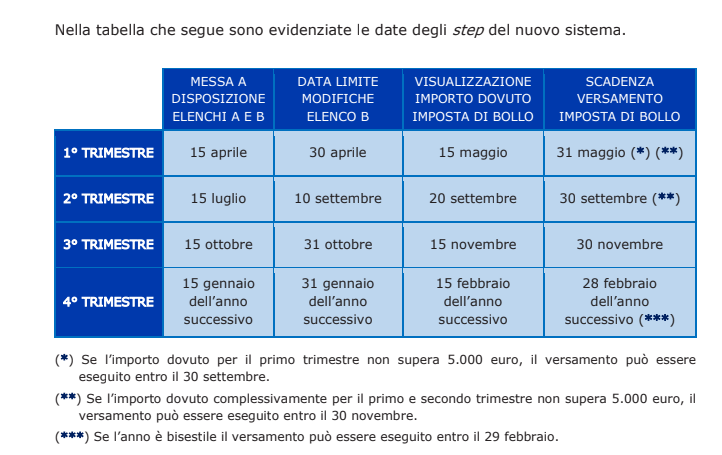 Nella tabella che segue sono evidenziate le date degli step del nuovo sistema.
MESSA A DISPOSIZIONE ELENCHI A E B
DATA LIMITE MODIFICHE ELENCO B
VISUALIZZAZIONE IMPORTO DOVUTO IMPOSTA DI BOLLO
SCADENZA VERSAMENTO IMPOSTA DI BOLLO
1° TRIMESTRE 15 aprile 30 aprile 15 maggio 31 maggio (*) (**)
2° TRIMESTRE 15 luglio 10 settembre 20 settembre 30 settembre (**)
3° TRIMESTRE 15 ottobre 31 ottobre 15 novembre 30 novembre
4° TRIMESTRE
15 gennaio dell'anno successivo
31 gennaio dell'anno successivo
15 febbraio dell'anno successivo
28 febbraio dell'anno successivo (***)
(*) Se l'importo dovuto per il primo trimestre non supera 5.000 euro, il versamento può essere
eseguito entro il 30 settembre.
(**) Se l'importo dovuto complessivamente per il primo e secondo trimestre non supera 5.000 euro, il
versamento può essere eseguito entro il 30 novembre.
(***) Se l'anno è bisestile il versamento può essere eseguito entro il 29 febbraio.